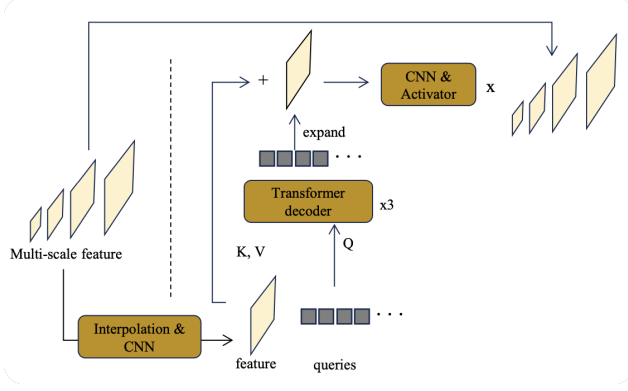 +
CNN &
Activator
x
expand
. . .
Transformer
decoder
x3
Multi-scale feature
K, V
Q
. . .
Interpolation &
CNN
feature
queries